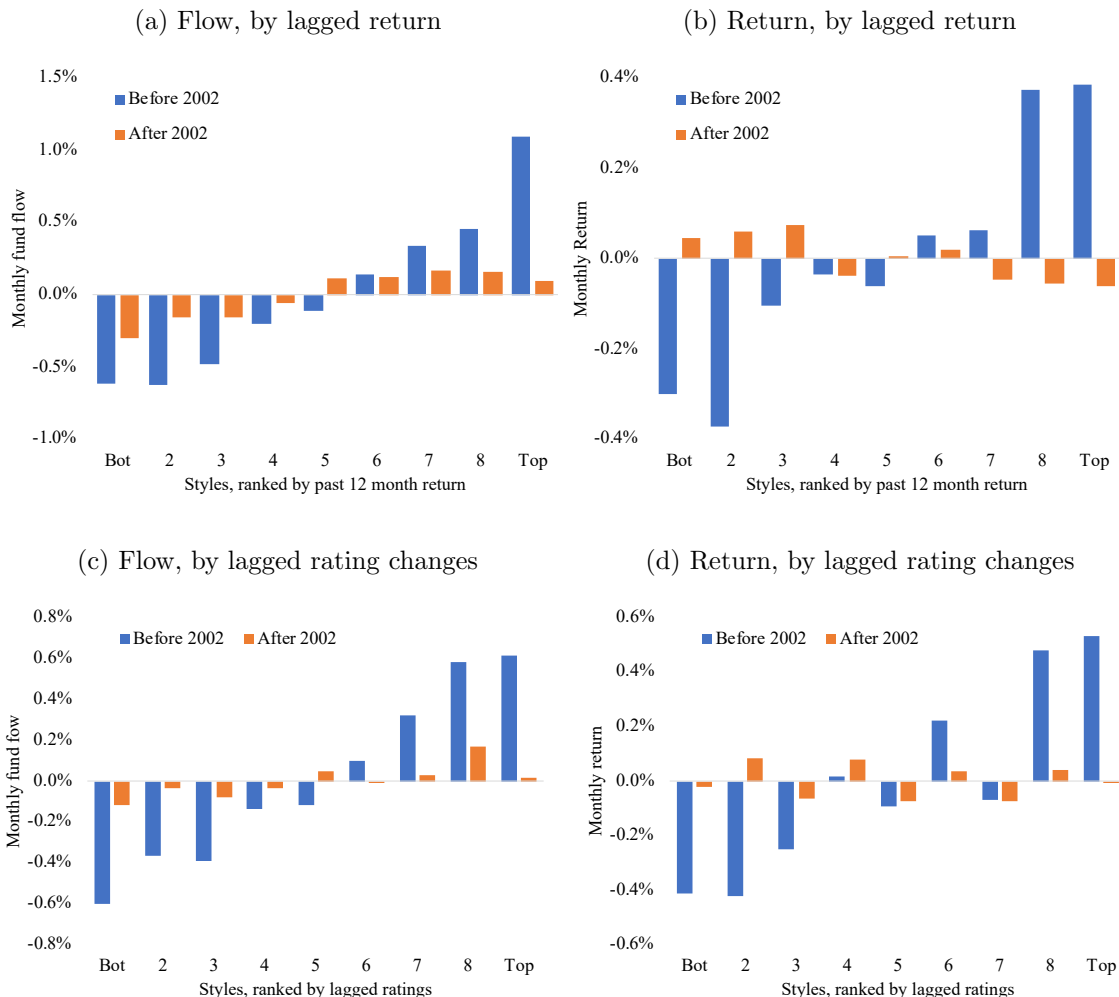 (a) Flow, by lagged return
1.5%
Before 2002
After 2002
1.0%
0.5%
0.0%
-0.5%
-1.0%
Monthly fund flow
Bot 2 3 4 5 6 7 8 Top
Styles, ranked by past 12 month return
(b) Return, by lagged return
0.4%
Before 2002
After 2002
0.2%
0.0%
-0.2%
-0.4%
Monthly Return
Bot 2 3 4 5 6 7 8 Top
Styles, ranked by past 12 month return
(c) Flow, by lagged rating changes
0.8%
Before 2002 After 2002
0.6%
0.4%
0.2%
0.0%
-0.2%
-0.4%
-0.6%
-0.8%
Monthly fund fow
Bot 2 3 4 5 6 7 8 Top
Styles, ranked by lagged ratings
(d) Return, by lagged rating changes
0.6%
Before 2002 After 2002
0.4%
0.2%
0.0%
-0.2%
-0.4%
-0.6%
Monthly return
Bot 2 3 4 5 6 7 8 Top
Styles, ranked by lagged ratings